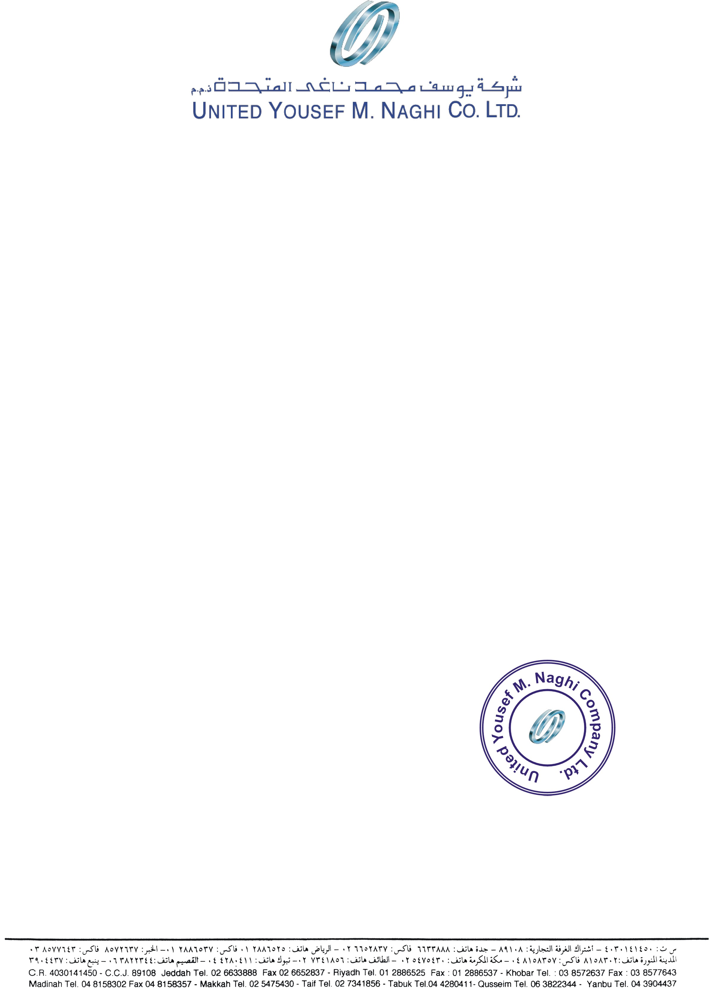 شركة يوسف محمد ناغى المتحدة ذ.م.م
UNITED YOUSEF M. NAGHI CO. LTD.
United Yousef M. Naghi Company Ltd.
س ت: ٤٠٣٠١٤١٤٥٠ – أشتراك الغرفة التجارية: ٨٩١٠٨ – جدة هاتف: ٦٦٣٣٨٨٨ فاكس: ٦٦٥٢٨٣٧ ٠٢ – الرياض هاتف: ٢٨٨٦٥٢٥ ٠١ فاكس: ٢٨٨٦٥٣٧ ٠١ – الخبر: ٨٥٧٢٦٣٧ فاكس: ٨٥٧٧٦٤٣ ٠٣
المدينة المنورة هاتف: ٨١٥٨٣٠٢ فاكس: ٨١٥٨٣٥٧ ٠٤ – مكة المكرمة هاتف: ٥٤٧٥٤٣٠ ٠٢ – الطائف هاتف: ٧٣٤١٨٥٦ ٠٢ – تبوك هاتف: ٤٢٨٠٤١١ ٠٤ – القصيم هاتف: ٣٨٢٢٣٤٤ ٠٦ – ينبع هاتف: ٣٩٠٤٤٣٧
C.R. 4030141450 - C.C.J. 89108 Jeddah Tel. 02 6633888 Fax 02 6652837 - Riyadh Tel. 01 2886525 Fax : 01 2886537 - Khobar Tel. : 03 8572637 Fax : 03 8577643
Madinah Tel. 04 8158302 Fax 04 8158357 - Makkah Tel. 02 5475430 - Taif Tel. 02 7341856 - Tabuk Tel.04 4280411- Qusseim Tel. 06 3822344 - Yanbu Tel. 04 3904437